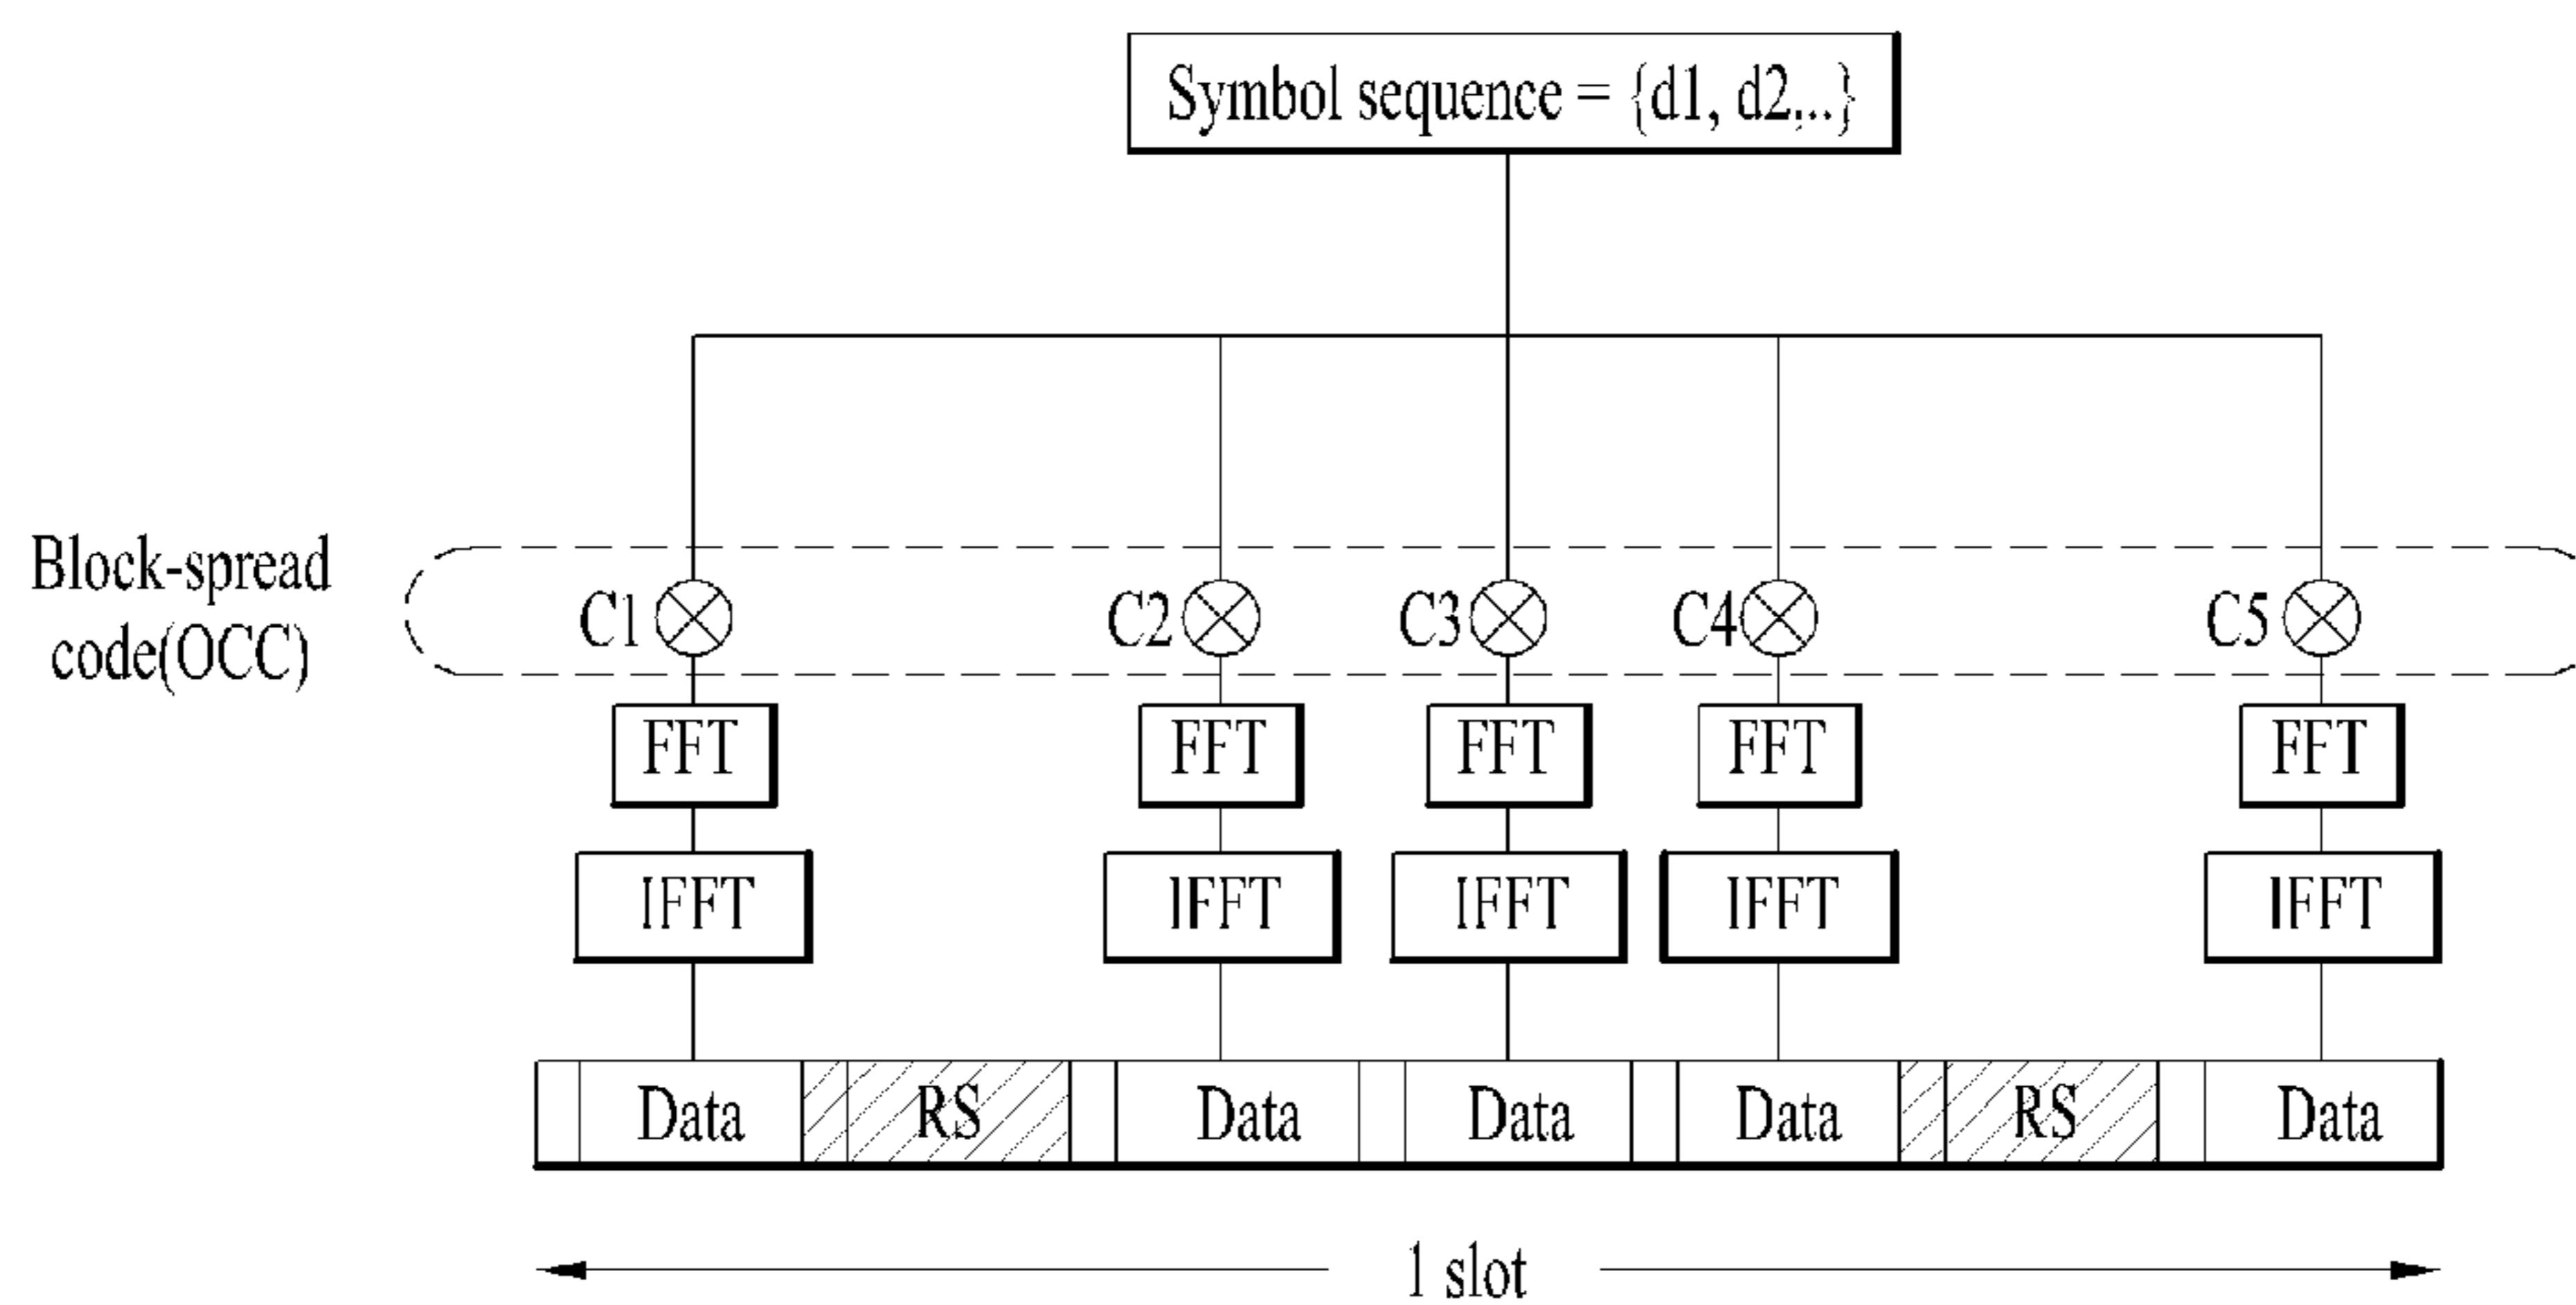 Symbol sequence = {d1, d2,...}
Block-spread
code(OCC)
C1 C2 C3 C4 C5
FFT FFT FFT FFT FFT
IFFT IFFT IFFT IFFT IFFT
Data RS Data Data Data RS Data
1 slot